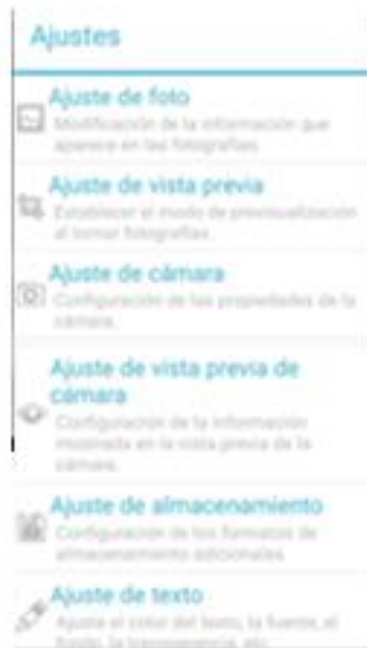 Ajustes
Ajuste de foto
Modificación de la información que
aparece en las fotografías.
Ajuste de vista previa
Establecer el modo de previsualización
al tomar fotografías.
Ajuste de cámara
Configuración de las propiedades de la
cámara.
Ajuste de vista previa de
cámara
Configuración de la información
mostrada en la vista previa de la
cámara.
Ajuste de almacenamiento
Configuración de los formatos de
almacenamiento adicionales.
Ajuste de texto
Ajusta el color del texto, la fuente, el
fondo, la transparencia, etc.